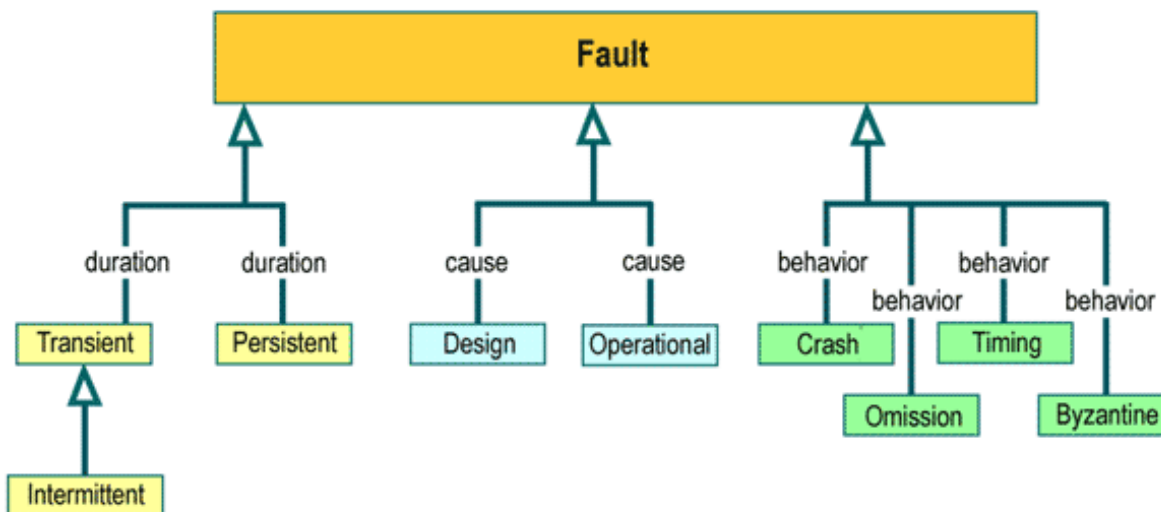 Fault
duration
duration
cause
cause
behavior
behavior
behavior
behavior
Transient
Persistent
Design
Operational
Crash
Timing
Omission
Byzantine
Intermittent